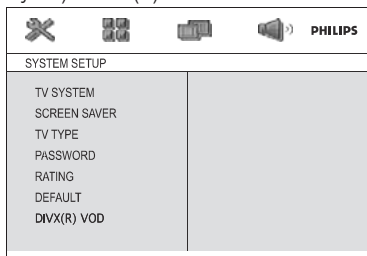 PHILIPS
SYSTEM SETUP
TV SYSTEM
SCREEN SAVER
TV TYPE
PASSWORD
RATING
DEFAULT
DIVX(R) VOD